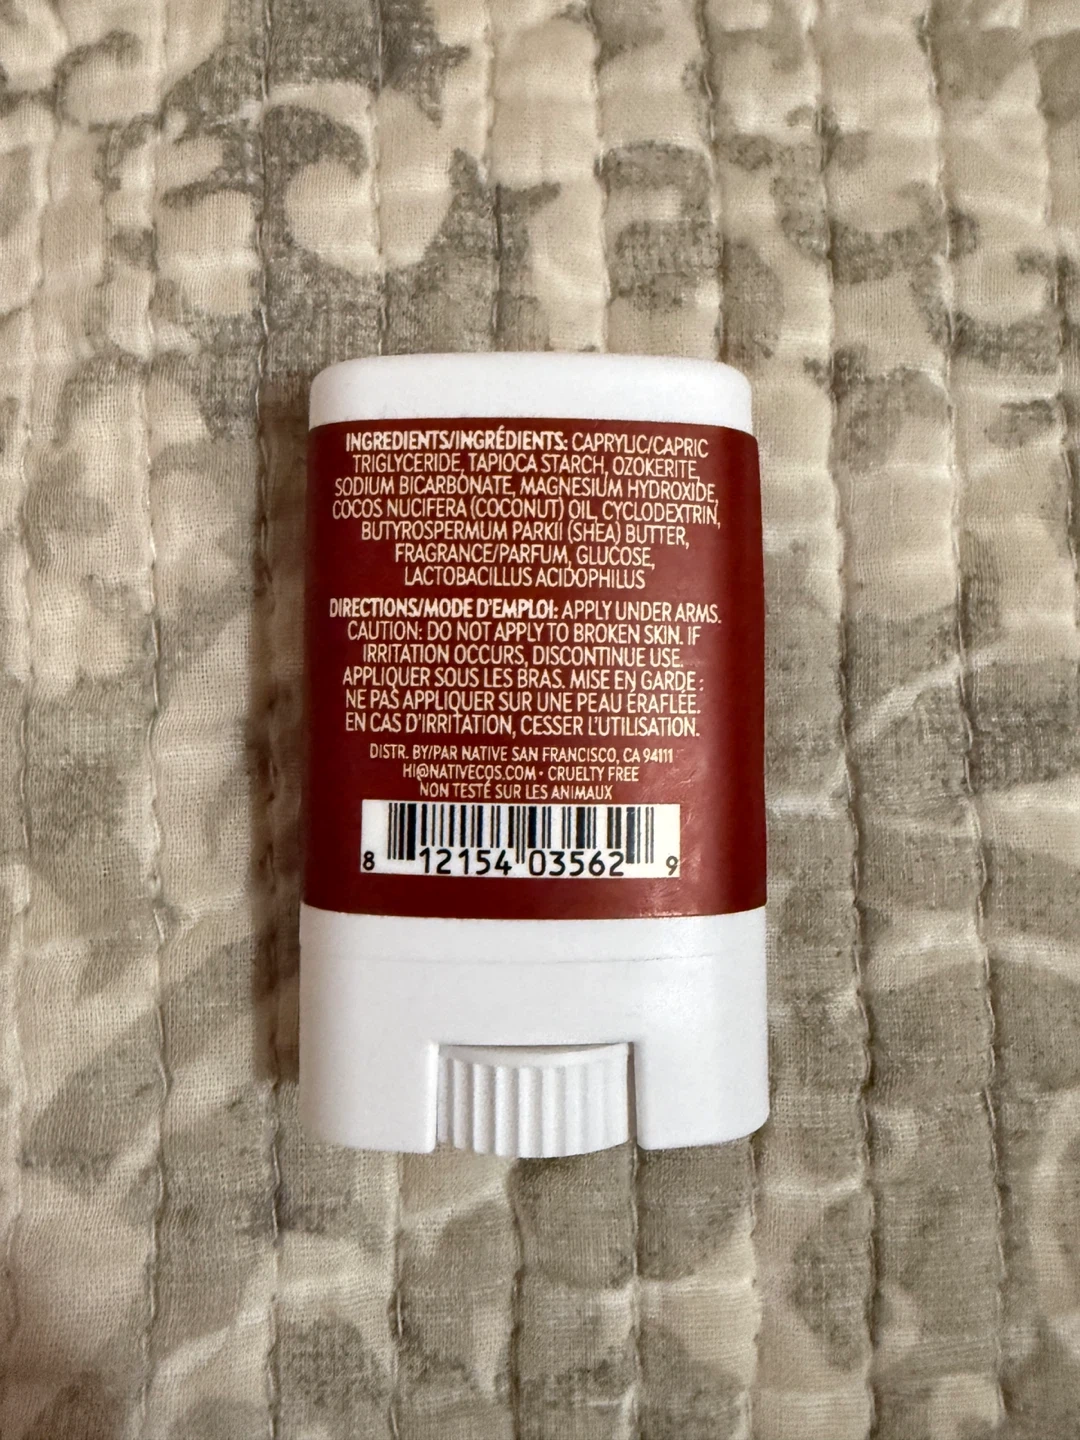 INGREDIENTS/INGRÉDIENTS: CAPRYLIC/CAPRIC
TRIGLYCERIDE, TAPIOCA STARCH, OZOKERITE,
SODIUM BICARBONATE, MAGNESIUM HYDROXIDE,
COCOS NUCIFERA (COCONUT) OIL, CYCLODEXTRIN,
BUTYROSPERMUM PARKII (SHEA) BUTTER,
FRAGRANCE/PARFUM, GLUCOSE,
LACTOBACILLUS ACIDOPHILUS
DIRECTIONS/MODE D'EMPLOI: APPLY UNDER ARMS.
CAUTION: DO NOT APPLY TO BROKEN SKIN. IF
IRRITATION OCCURS, DISCONTINUE USE.
APPLIQUER SOUS LES BRAS. MISE EN GARDE :
NE PAS APPLIQUER SUR UNE PEAU ÉRAFLÉE.
EN CAS D'IRRITATION, CESSER L'UTILISATION.
DISTR. BY/PAR NATIVE SAN FRANCISCO, CA 94111
HI@NATIVECOS.COM • CRUELTY FREE
NON TESTÉ SUR LES ANIMAUX
8 12154 03562 9